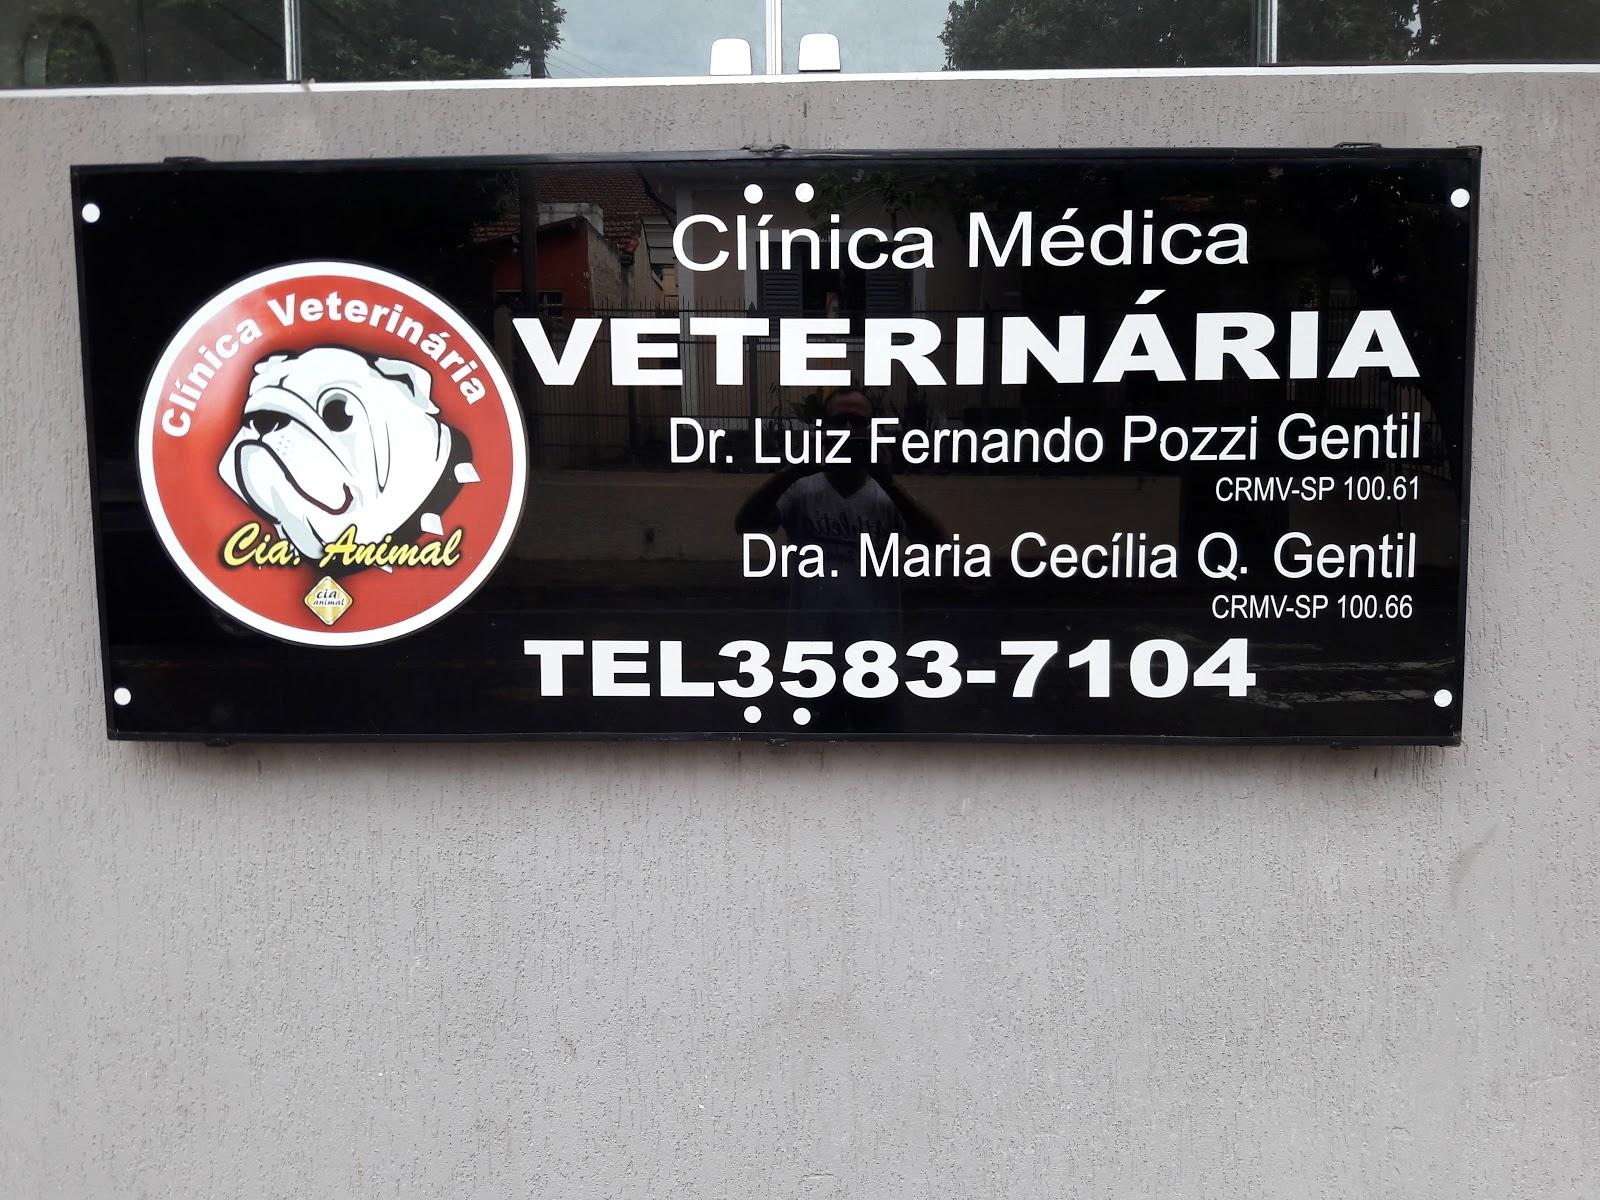 Clínica Veterinária
Cia. Animal
cia
animal
Clínica Médica
VETERINÁRIA
Dr. Luiz Fernando Pozzi Gentil
CRMV-SP 100.61
Dra. Maria Cecília Q. Gentil
CRMV-SP 100.66
TEL3583-7104